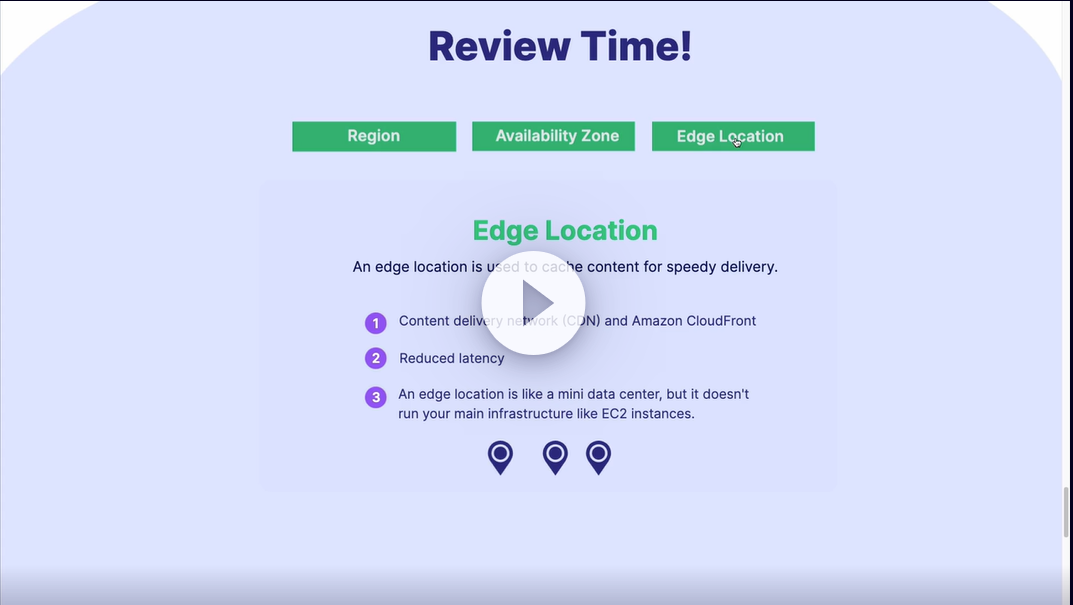 Review Time!
Region
Availability Zone
Edge Location
Edge Location
An edge location is used to cache content for speedy delivery.
1 Content delivery network (CDN) and Amazon CloudFront
2 Reduced latency
3 An edge location is like a mini data center, but it doesn't
run your main infrastructure like EC2 instances.